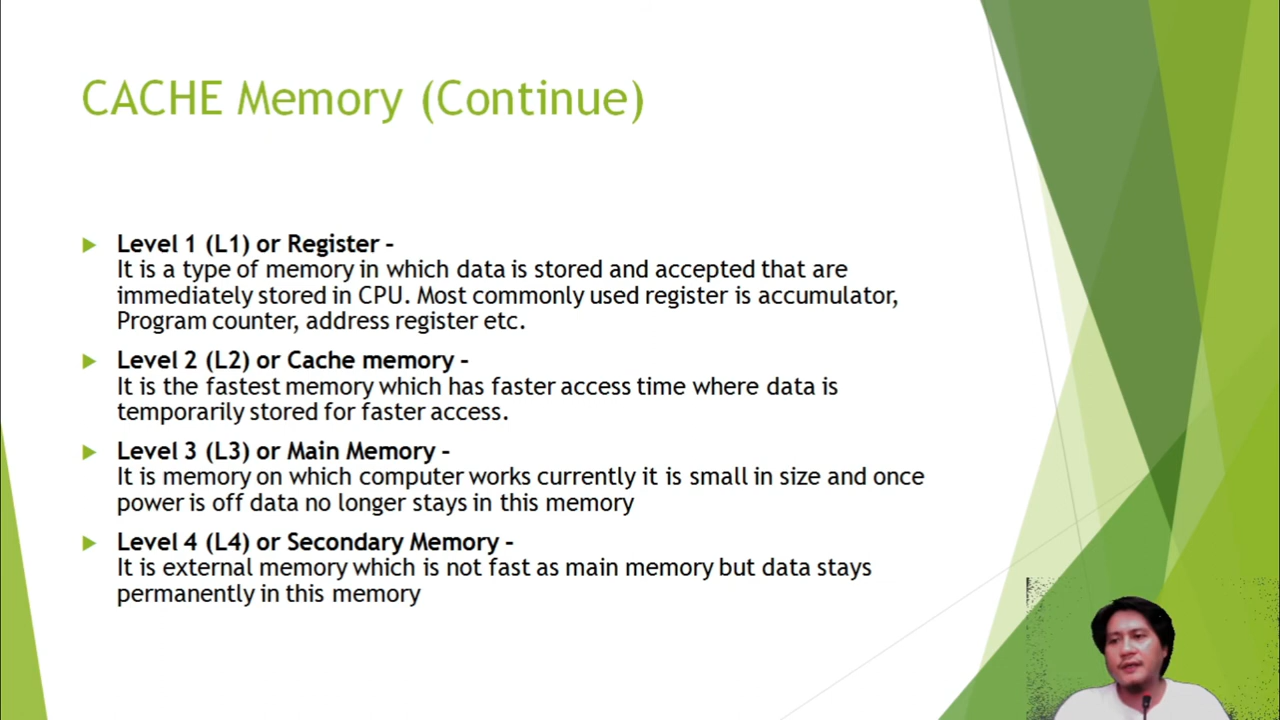 CACHE Memory (Continue)
Level 1 (L1) or Register –
It is a type of memory in which data is stored and accepted that are
immediately stored in CPU. Most commonly used register is accumulator,
Program counter, address register etc.
Level 2 (L2) or Cache memory –
It is the fastest memory which has faster access time where data is
temporarily stored for faster access.
Level 3 (L3) or Main Memory –
It is memory on which computer works currently it is small in size and once
power is off data no longer stays in this memory
Level 4 (L4) or Secondary Memory –
It is external memory which is not fast as main memory but data stays
permanently in this memory